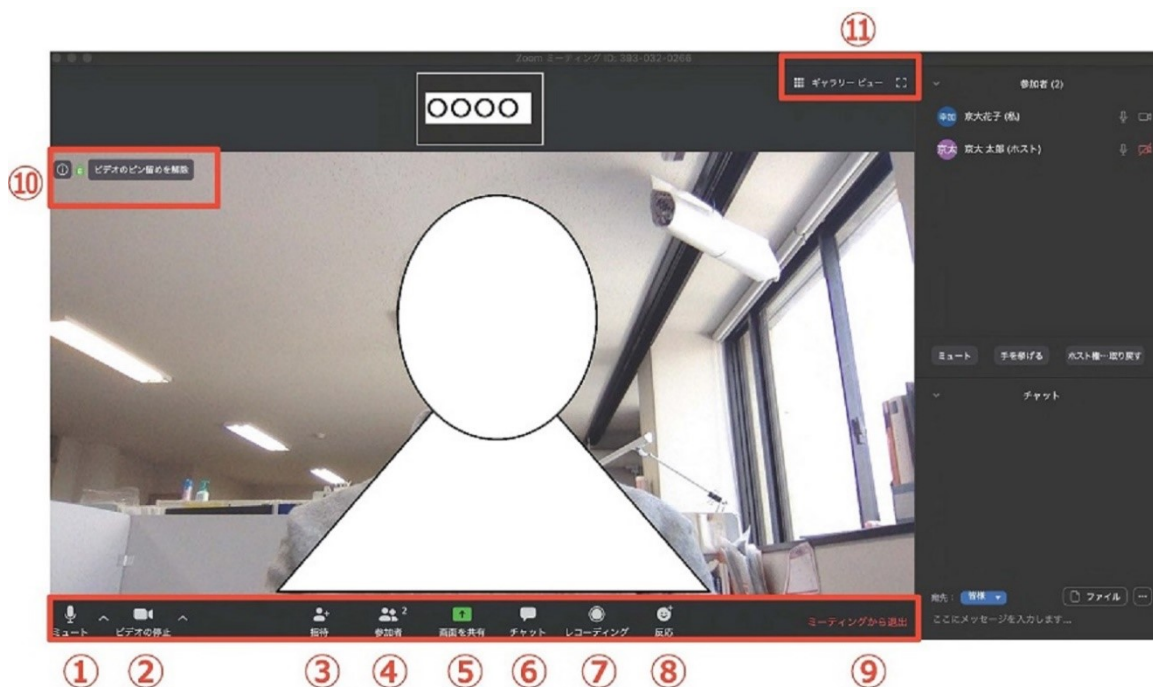 ⑪
Zoom ミーティング ID: 383-032-0266
ギャラリー ビュー
参加者 (2)
〇〇〇〇
京大花子 (私)
京大 太郎 (ホスト)
京太
⑩
ビデオのピン留めを解除
ミュート
手を挙げる
ホスト権…取り戻す
チャット
宛先：
皆様
ファイル
ここにメッセージを入力します...
2
ミュート
ビデオの停止
招待
参加者
画面を共有
チャット
レコーディング
反応
ミーティングから退出
① ② ③ ④ ⑤ ⑥ ⑦ ⑧ ⑨